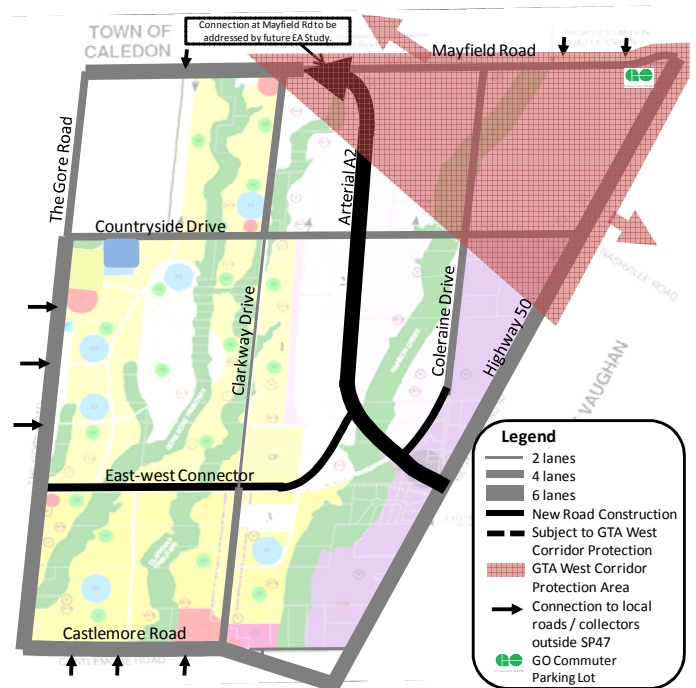 TOWN OF
CALEDON
Connection at Mayfield Rd to be
addressed by future EA Study.
Mayfield Road
GO
The Gore Road
Arterial A2
Countryside Drive
NASHVILLE ROAD
Clarkway Drive
Coleraine Drive
Highway 50
VAUGHAN
East-west Connector
Castlemore Road
CASTLEMORE ROAD
Legend
2 lanes
4 lanes
6 lanes
New Road Construction
Subject to GTA West
Corridor Protection
GTA West Corridor
Protection Area
Connection to local
roads / collectors
outside SP47
GO
GO Commuter
Parking Lot